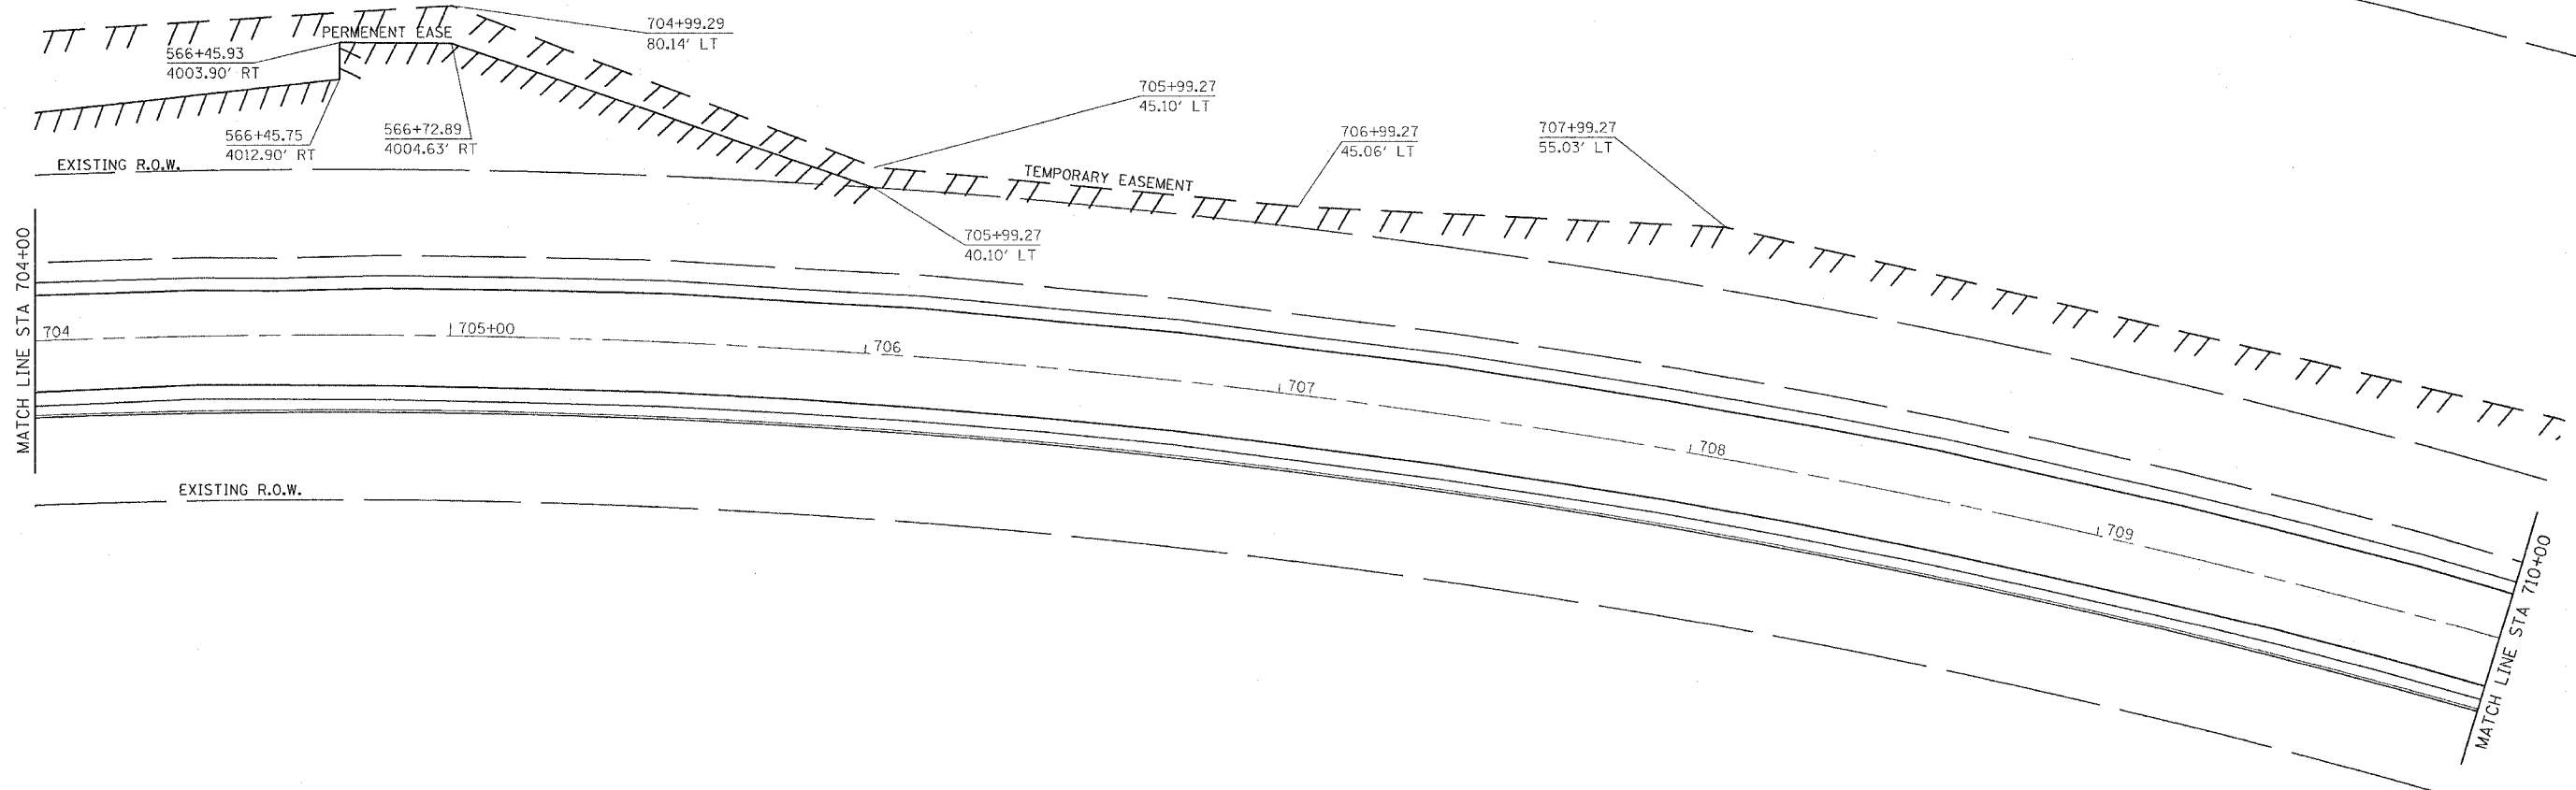 704+99.29
80.14' LT
PERMENENT EASE
566+45.93
4003.90' RT
705+99.27
45.10' LT
566+45.75
4012.90' RT
566+72.89
4004.63' RT
706+99.27
45.06' LT
707+99.27
55.03' LT
EXISTING R.O.W.
TEMPORARY EASEMENT
705+99.27
40.10' LT
MATCH LINE STA 704+00
704
705+00
706
707
708
709
EXISTING R.O.W.
MATCH LINE STA 710+00